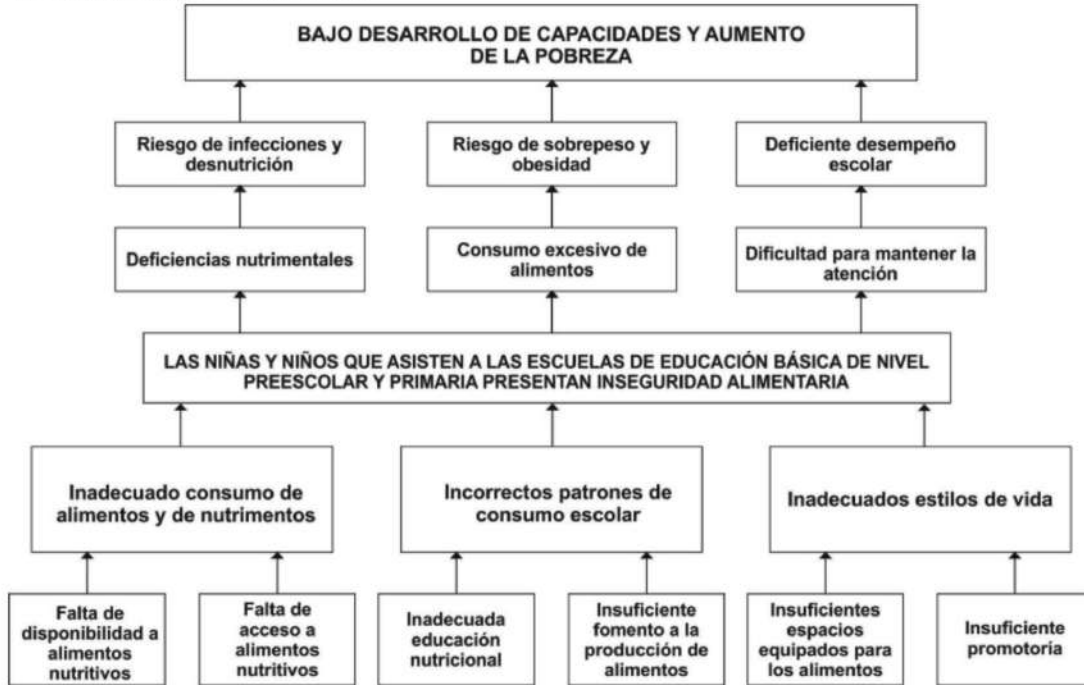 BAJO DESARROLLO DE CAPACIDADES Y AUMENTO
DE LA POBREZA
Riesgo de infecciones y
desnutrición
Riesgo de sobrepeso y
obesidad
Deficiente desempeño
escolar
Deficiencias nutrimentales
Consumo excesivo de
alimentos
Dificultad para mantener la
atención
LAS NIÑAS Y NIÑOS QUE ASISTEN A LAS ESCUELAS DE EDUCACIÓN BÁSICA DE NIVEL
PREESCOLAR Y PRIMARIA PRESENTAN INSEGURIDAD ALIMENTARIA
Inadecuado consumo de
alimentos y de nutrimentos
Incorrectos patrones de
consumo escolar
Inadecuados estilos de vida
Falta de
disponibilidad a
alimentos
nutritivos
Falta de
acceso a
alimentos
nutritivos
Inadecuada
educación
nutricional
Insuficiente
fomento a la
producción de
alimentos
Insuficientes
espacios
equipados para
los alimentos
Insuficiente
promotoría